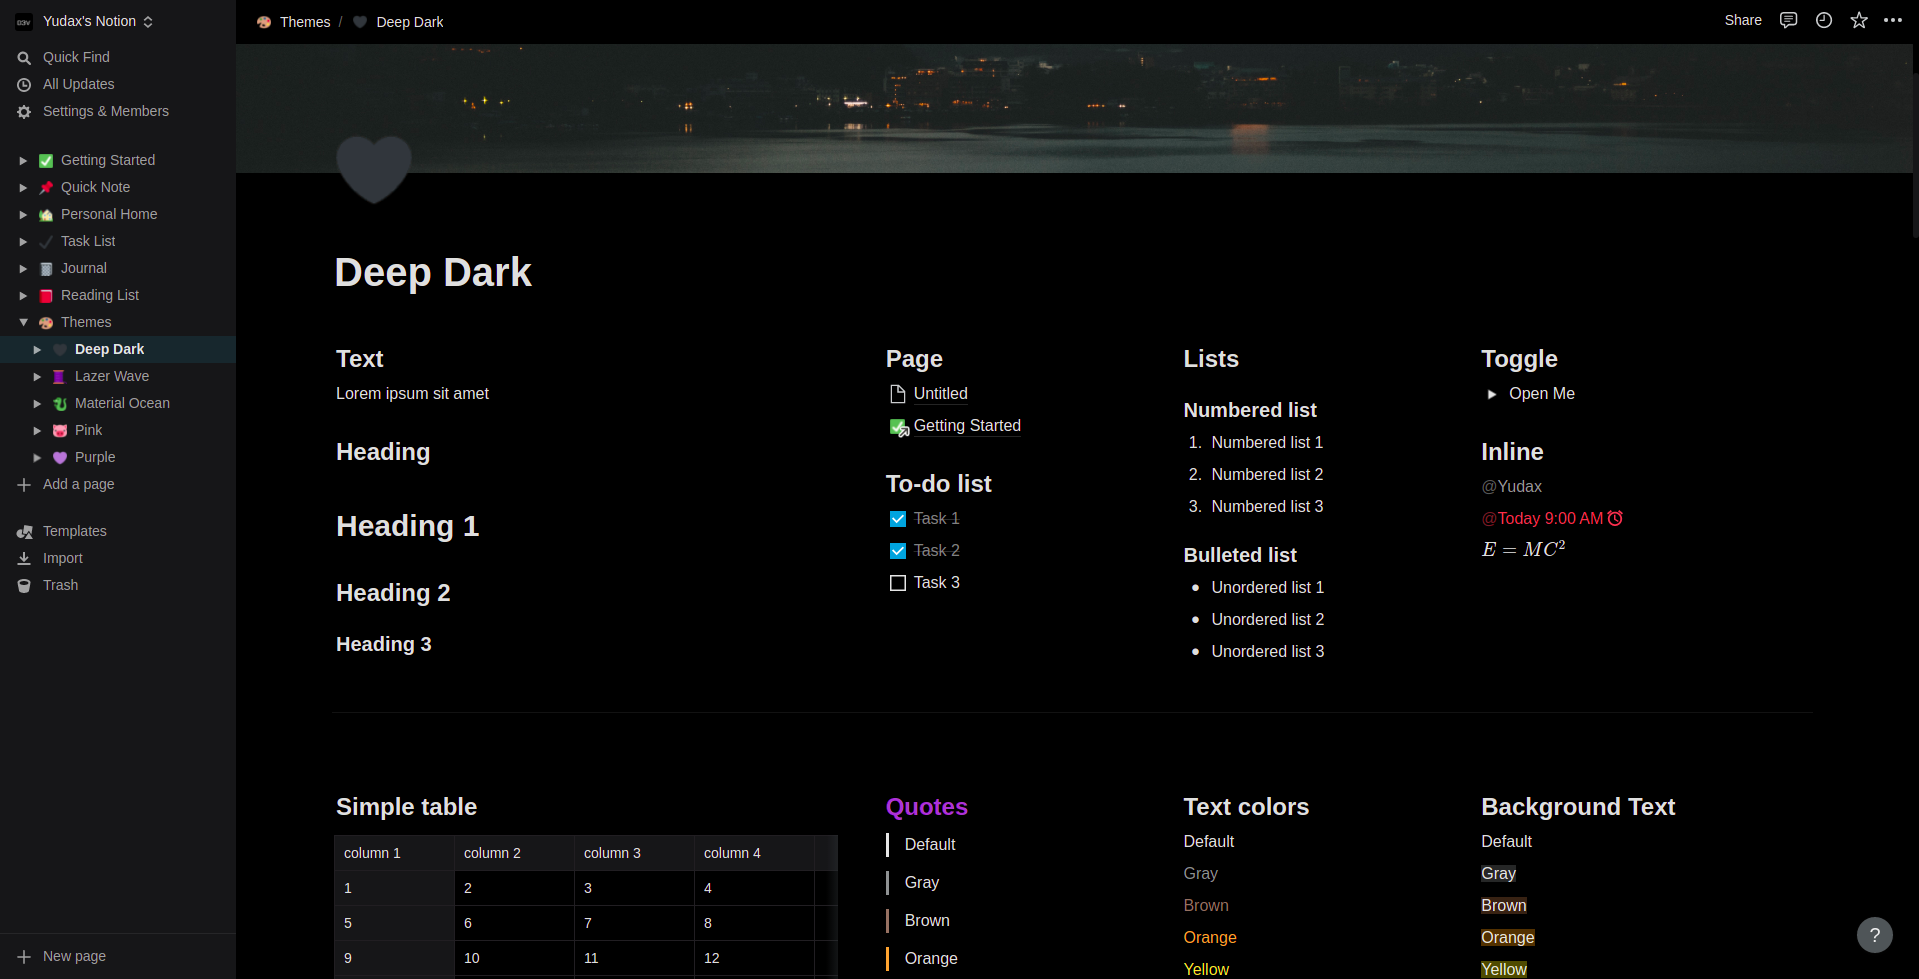 Yudax's Notion
Quick Find
All Updates
Settings & Members
Getting Started
Quick Note
Personal Home
Task List
Journal
Reading List
Themes
Deep Dark
Lazer Wave
Material Ocean
Pink
Purple
Add a page
Templates
Import
Trash
New page
Themes / Deep Dark
Share
Deep Dark
Text
Lorem ipsum sit amet
Heading
Heading 1
Heading 2
Heading 3
Page
Untitled
Getting Started
To-do list
Task 1
Task 2
Task 3
Lists
Numbered list
1. Numbered list 1
2. Numbered list 2
3. Numbered list 3
Bulleted list
• Unordered list 1
• Unordered list 2
• Unordered list 3
Toggle
Open Me
Inline
@Yudax
@Today 9:00 AM
E = MC²
Simple table
column 1 column 2 column 3 column 4
1 2 3 4
5 6 7 8
9 10 11 12
Quotes
Default
Gray
Brown
Orange
Text colors
Default
Gray
Brown
Orange
Yellow
Background Text
Default
Gray
Brown
Orange
Yellow
?